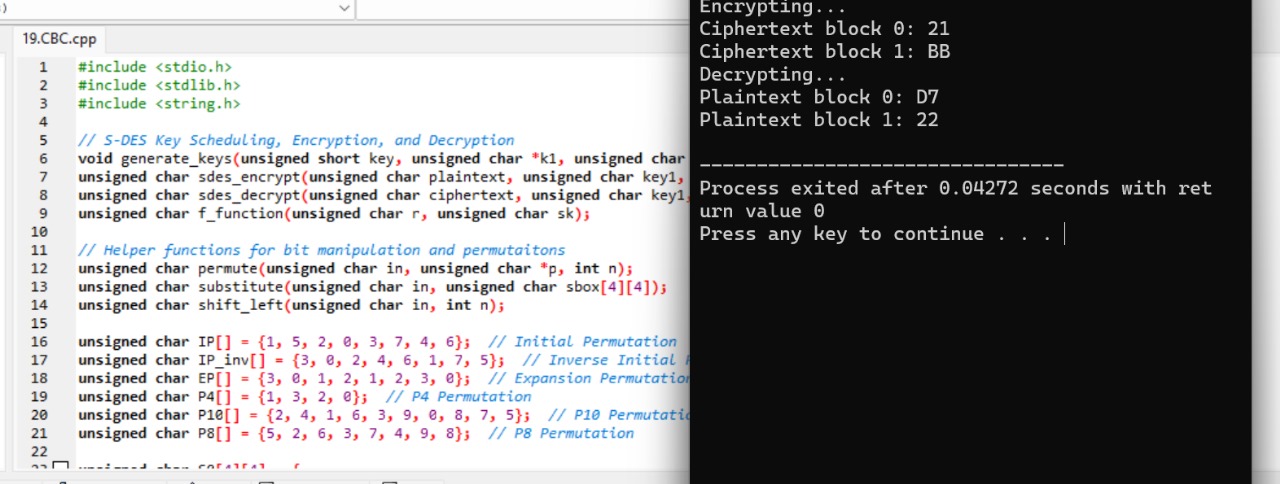 19.CBC.cpp
1 #include <stdio.h>
2 #include <stdlib.h>
3 #include <string.h>
4
5 // S-DES Key Scheduling, Encryption, and Decryption
6 void generate_keys(unsigned short key, unsigned char *k1, unsigned char
7 unsigned char sdes_encrypt(unsigned char plaintext, unsigned char key1,
8 unsigned char sdes_decrypt(unsigned char ciphertext, unsigned char key1,
9 unsigned char f_function(unsigned char r, unsigned char sk);
10
11 // Helper functions for bit manipulation and permutaitons
12 unsigned char permute(unsigned char in, unsigned char *p, int n);
13 unsigned char substitute(unsigned char in, unsigned char sbox[4][4]);
14 unsigned char shift_left(unsigned char in, int n);
15
16 unsigned char IP[] = {1, 5, 2, 0, 3, 7, 4, 6}; // Initial Permutation
17 unsigned char IP_inv[] = {3, 0, 2, 4, 6, 1, 7, 5}; // Inverse Initial
18 unsigned char EP[] = {3, 0, 1, 2, 1, 2, 3, 0}; // Expansion Permutation
19 unsigned char P4[] = {1, 3, 2, 0}; // P4 Permutation
20 unsigned char P10[] = {2, 4, 1, 6, 3, 9, 0, 8, 7, 5}; // P10 Permutatio
21 unsigned char P8[] = {5, 2, 6, 3, 7, 4, 9, 8}; // P8 Permutation
22
Encrypting...
Ciphertext block 0: 21
Ciphertext block 1: BB
Decrypting...
Plaintext block 0: D7
Plaintext block 1: 22
--------------------------------
Process exited after 0.04272 seconds with ret
urn value 0
Press any key to continue . . .